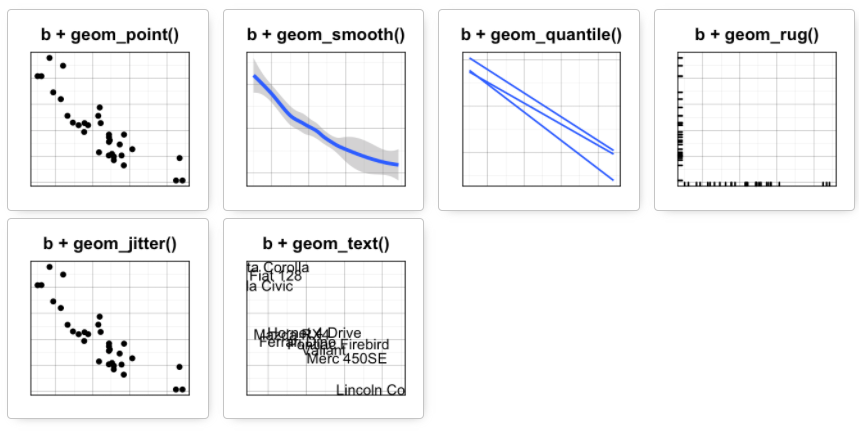 b + geom_point()
b + geom_smooth()
b + geom_quantile()
b + geom_rug()
b + geom_jitter()
b + geom_text()
ta Corolla
Fiat 128
la Civic
Hornet 4 Drive
Pontiac Firebird
Valiant
Merc 450SE
Lincoln Co